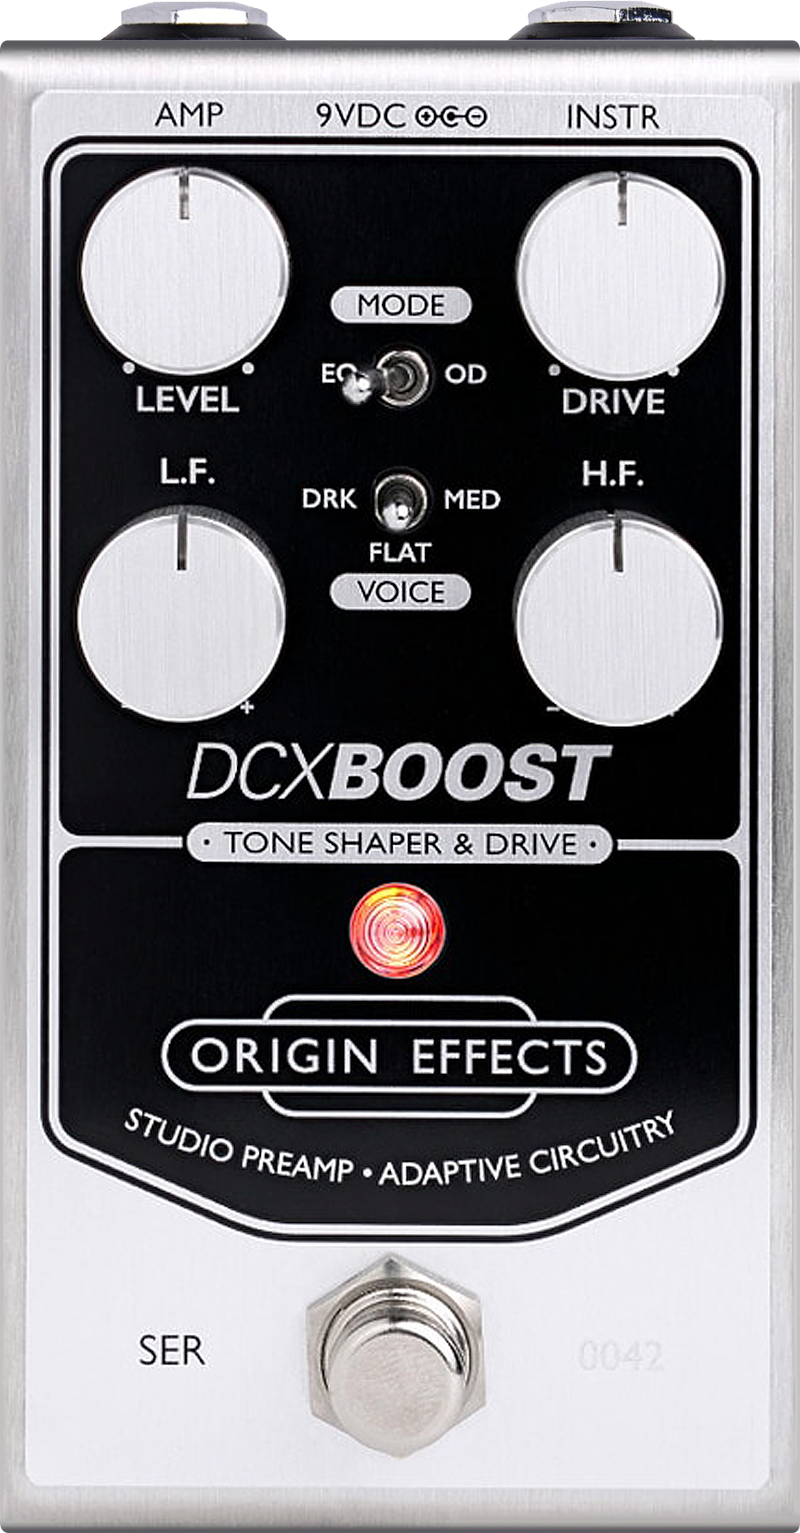 AMP 9VDC INSTR
MODE
EQ OD
LEVEL DRIVE
L.F. H.F.
DRK MED
FLAT
VOICE
+ −
DCXBOOST
· TONE SHAPER & DRIVE ·
ORIGIN EFFECTS
STUDIO PREAMP • ADAPTIVE CIRCUITRY
SER 0042